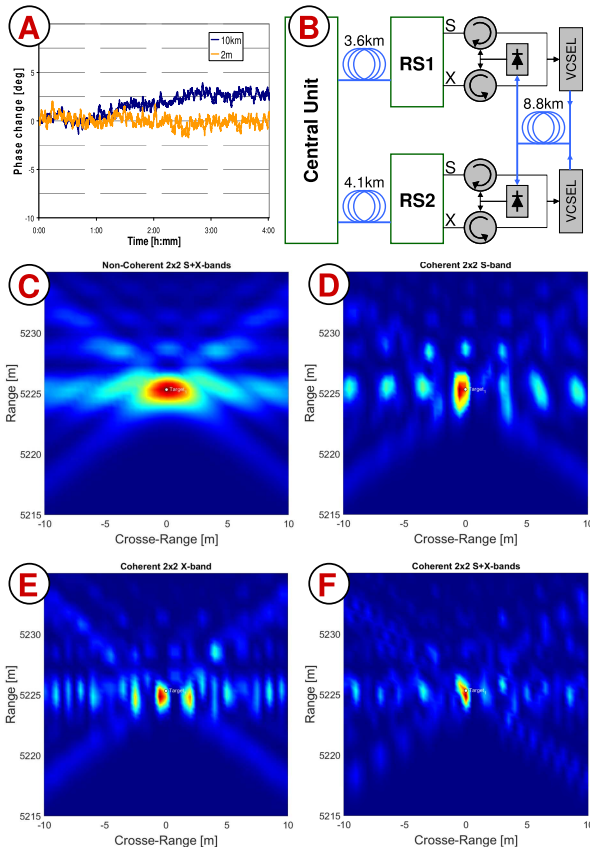 A
Phase change [deg]
10km
2m
5
0
-5
-10
0:00
1:00
2:00
3:00
4:00
Time [h:mm]
B
Central Unit
3.6km
RS1
S
X
VCSEL
8.8km
4.1km
RS2
S
X
VCSEL
C
Non-Coherent 2x2 S+X-bands
Range [m]
5230
5225
5220
5215
Target
-10
-5
0
5
10
Crosse-Range [m]
D
Coherent 2x2 S-band
Range [m]
5230
5225
5220
5215
Target
-10
-5
0
5
10
Crosse-Range [m]
E
Coherent 2x2 X-band
Range [m]
5230
5225
5220
5215
Target
-10
-5
0
5
10
Crosse-Range [m]
F
Coherent 2x2 S+X-bands
Range [m]
5230
5225
5220
5215
Target
-10
-5
0
5
10
Crosse-Range [m]